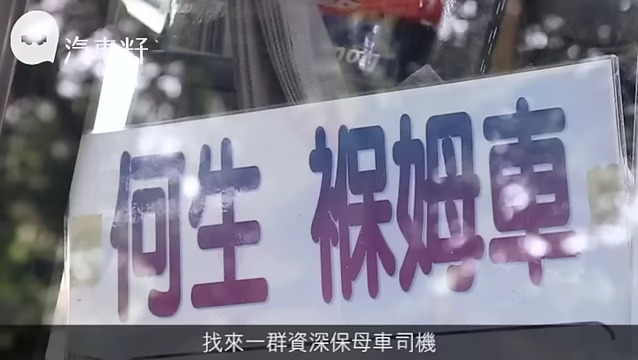 汽車籽
何生 褓姆車
找來一群資深保母車司機